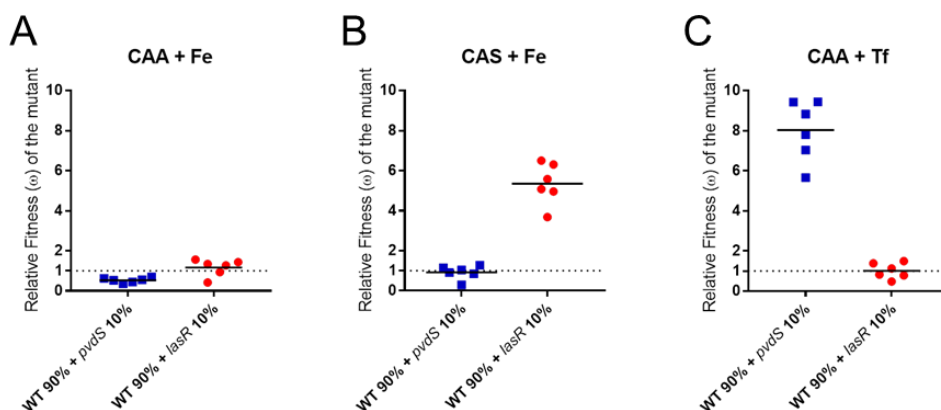 A
CAA + Fe
Relative Fitness (ω) of the mutant
10
8
6
4
2
1
0
WT 90% + pvdS 10%
WT 90% + lasR 10%
B
CAS + Fe
Relative Fitness (ω) of the mutant
10
8
6
4
2
1
0
WT 90% + pvdS 10%
WT 90% + lasR 10%
C
CAA + Tf
Relative Fitness (ω) of the mutant
10
8
6
4
2
1
0
WT 90% + pvdS 10%
WT 90% + lasR 10%